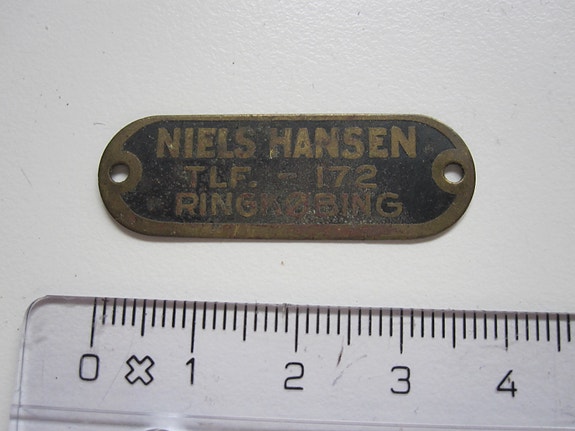 NIELS HANSEN
TLF. - 172
RINGKØBING
0 1 2 3 4